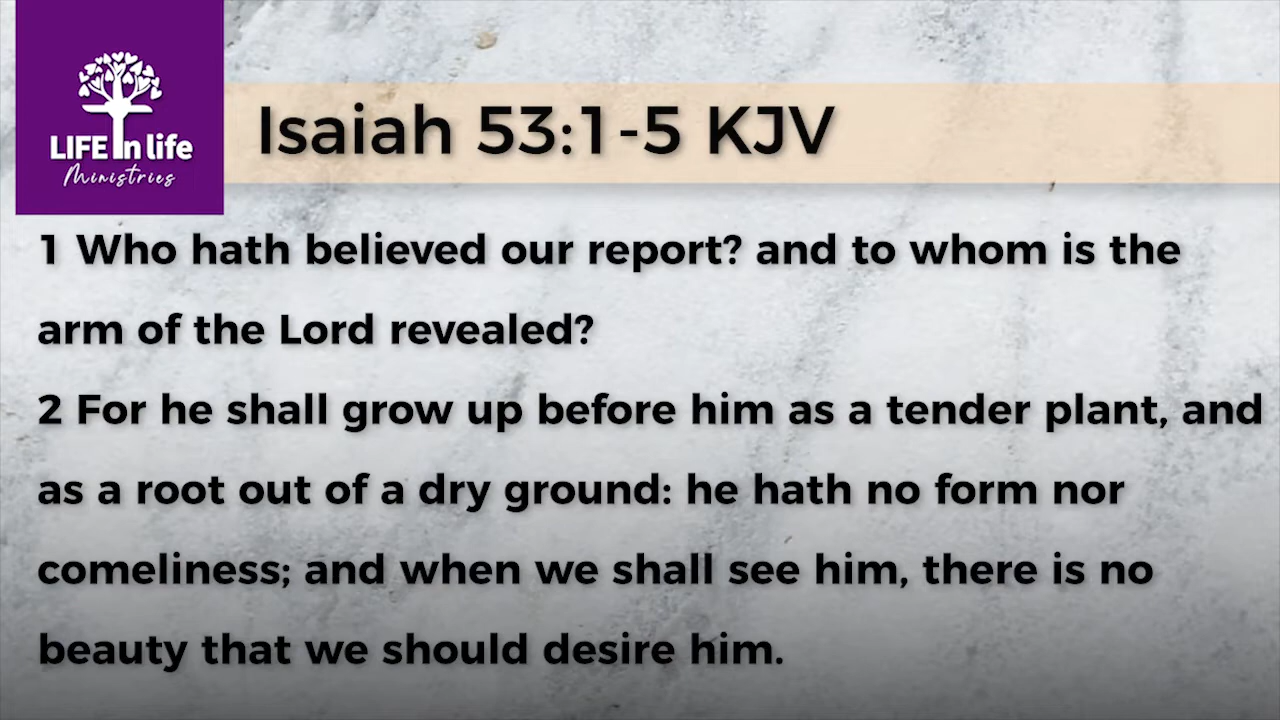 LIFE in life
Ministries
Isaiah 53:1-5 KJV
1 Who hath believed our report? and to whom is the
arm of the Lord revealed?
2 For he shall grow up before him as a tender plant, and
as a root out of a dry ground: he hath no form nor
comeliness; and when we shall see him, there is no
beauty that we should desire him.